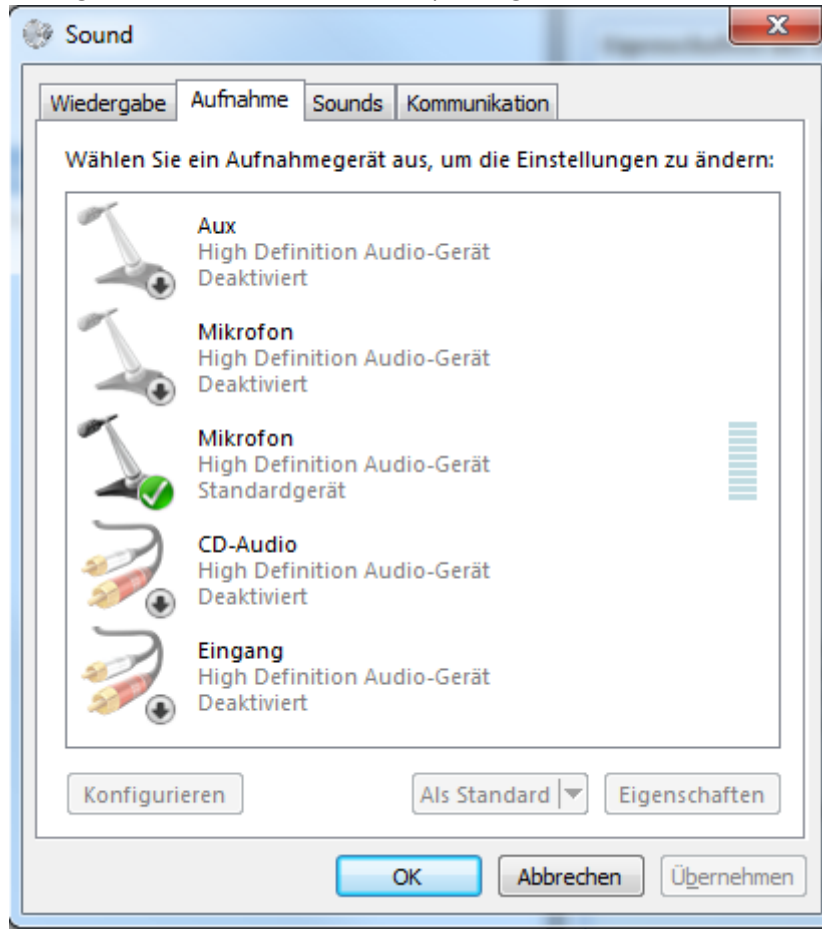 Sound
Wiedergabe
Aufnahme
Sounds
Kommunikation
Wählen Sie ein Aufnahmegerät aus, um die Einstellungen zu ändern:
Aux
High Definition Audio-Gerät
Deaktiviert
Mikrofon
High Definition Audio-Gerät
Deaktiviert
Mikrofon
High Definition Audio-Gerät
Standardgerät
CD-Audio
High Definition Audio-Gerät
Deaktiviert
Eingang
High Definition Audio-Gerät
Deaktiviert
Konfigurieren
Als Standard
Eigenschaften
OK
Abbrechen
Übernehmen